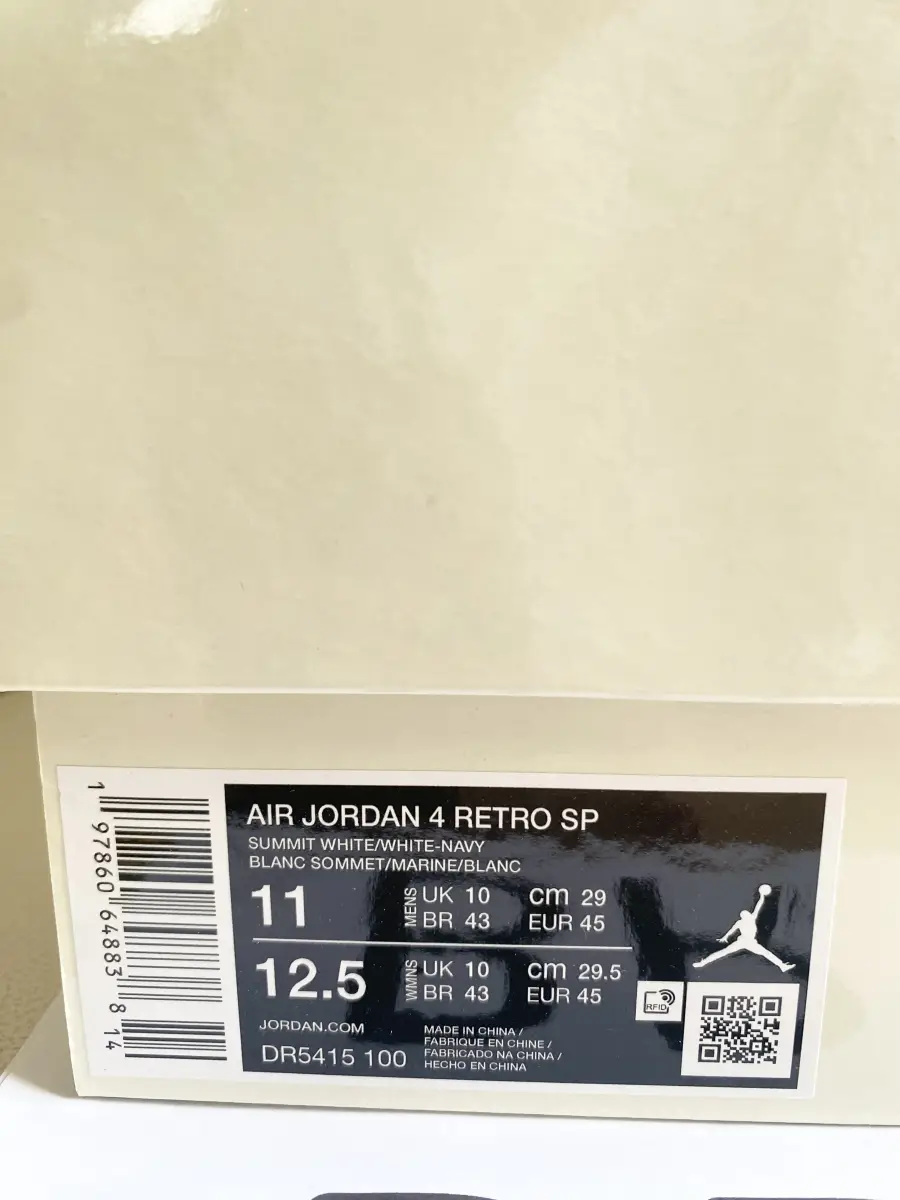 AIR JORDAN 4 RETRO SP
SUMMIT WHITE/WHITE-NAVY
BLANC SOMMET/MARINE/BLANC
11 MENS UK 10 cm 29
BR 43 EUR 45
12.5 WMNS UK 10 cm 29.5
BR 43 EUR 45
RFID
JORDAN.COM
DR5415 100
MADE IN CHINA /
FABRIQUE EN CHINE /
FABRICADO NA CHINA /
HECHO EN CHINA
1 97860 64883 8 14